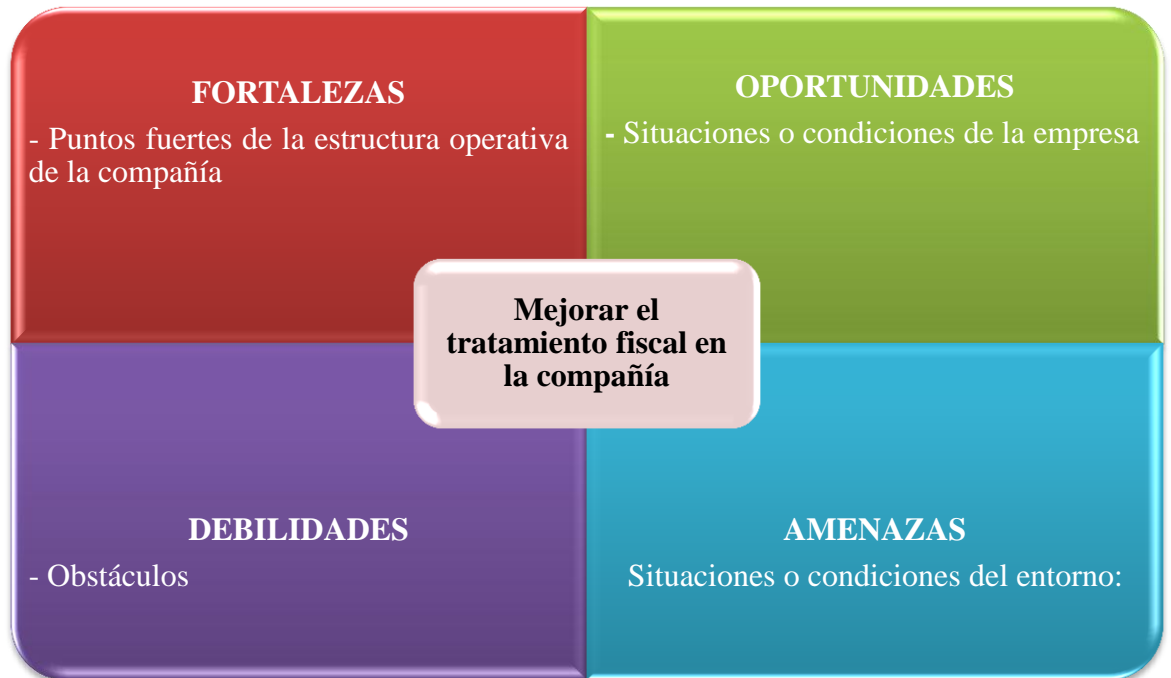 FORTALEZAS
- Puntos fuertes de la estructura operativa
de la compañía
OPORTUNIDADES
- Situaciones o condiciones de la empresa
Mejorar el
tratamiento fiscal en
la compañía
DEBILIDADES
- Obstáculos
AMENAZAS
Situaciones o condiciones del entorno: